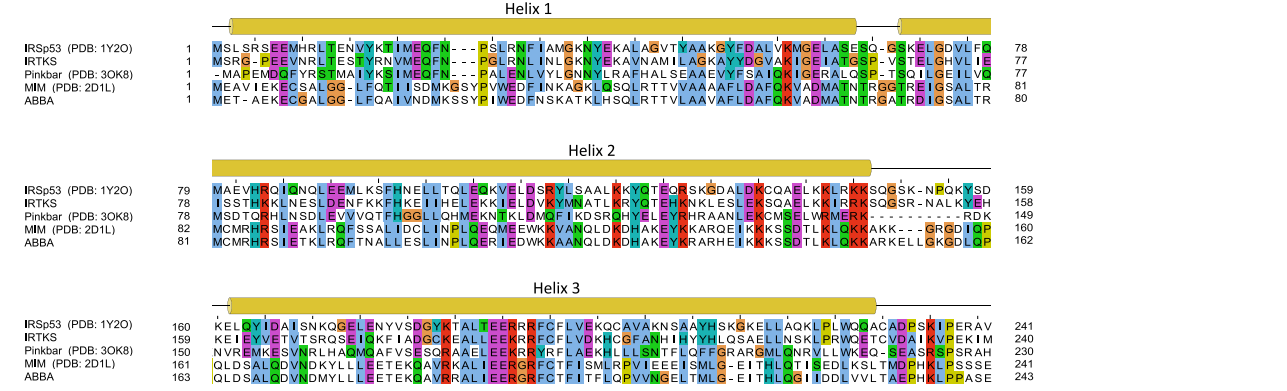 Helix 1
IRSp53 (PDB: 1Y2O) 1 MSLSRSEEMHRLTENVYKTIMEQFN---PSLRNFIAMGKNYEKALAGVTYAAKGYFDALVKMGELASESQ-GSKELGDVLFQ 78
IRTKS 1 MSRG-PEEVNRLTESTYRNVMEQFN---PGLRNLINLGKNYEKAVNAMILAGKAYYDGVAKIGEIATGSP-VSTELGHVLIE 77
Pinkbar (PDB: 3OK8) 1 -MAPEMDQFYRSTMAIYKSIMEQFN---PALENLVYLGNNYLRAFHALSEAAEVYFSAIQKIGERALQSP-TSQILGEILVQ 77
MIM (PDB: 2D1L) 1 MEAVIEKECSALGG-LFQTIISDMKGSYPVWEDFINKAGKLQSQLRTTVVAAAAFLDAFQKVADMATNTRGGTREIGSALTR 81
ABBA 1 MET-AEKECGALGG-LFQAIVNDMKSSYPIWEDFNSKATKLHSQLRTTVLAAVAFLDAFQKVADMATNTRGATRDIGSALTR 80
Helix 2
IRSp53 (PDB: 1Y2O) 79 MAEVHRQIQNQLEEMLKSFHNELLTQLEQKVELDSRYLSAALKKYQTEQRSKGDALDKCQAELKKLRKKSQGSK-NPQKYSD 159
IRTKS 78 ISSTHKKLNESLDENFKKFHKEIIHELEKKIELDVKYMNATLKRYQTEHKNKLESLEKSQAELKKIRRKSQGSR-NALKYEH 158
Pinkbar (PDB: 3OK8) 78 MSDTQRHLNSDLEVVVQTFHGGLLQHMEKNTKLDMQFIKDSRQHYELEYRHRAANLEKCMSELWRMERK----------RDK 149
MIM (PDB: 2D1L) 82 MCMRHRSIEAKLRQFSSALIDCLINPLQEQMEEWKKVANQLDKDHAKEYKKARQEIKKKSSDTLKLQKKAKK---GRGDIQP 160
ABBA 81 MCMRHRSIETKLRQFTNALLESLINPLQERIEDWKKAANQLDKDHAKEYKRARHEIKKKSSDTLKLQKKARKELLGKGDLQP 162
Helix 3
IRSp53 (PDB: 1Y2O) 160 KELQYIDAISNKQGELENYVSDGYKTALTEERRRFCFLVEKQCAVAKNSAAYHSKGKELLAQKLPLWQQACADPSKIPERAV 241
IRTKS 159 KEIEYVETVTSRQSEIQKFIADGCKEALLEEKRRFCFLVDKHCGFANHIHYYHLQSAELLNSKLPRWQETCVDAIKVPEKIM 240
Pinkbar (PDB: 3OK8) 150 NVREMKESVNRLHAQMQAFVSESQRAAELEEKRRYRFLAEKHLLLSNTFLQFFGRARGMLQNRVLLWKEQ-SEASRSPSRAH 230
MIM (PDB: 2D1L) 161 QLDSALQDVNDKYLLLEETEKQAVRKALIEERGRFCTFISMLRPVIEEEISMLG-EITHLQTISEDLKSLTMDPHKLPSSSE 241
ABBA 163 QLDSALQDVNDMYLLLEETEKQAVRRALIEERGRFCTFITFLQPVVNGELTMLG-EITHLQGIIDDLVVLTAEPHKLPPASE 243